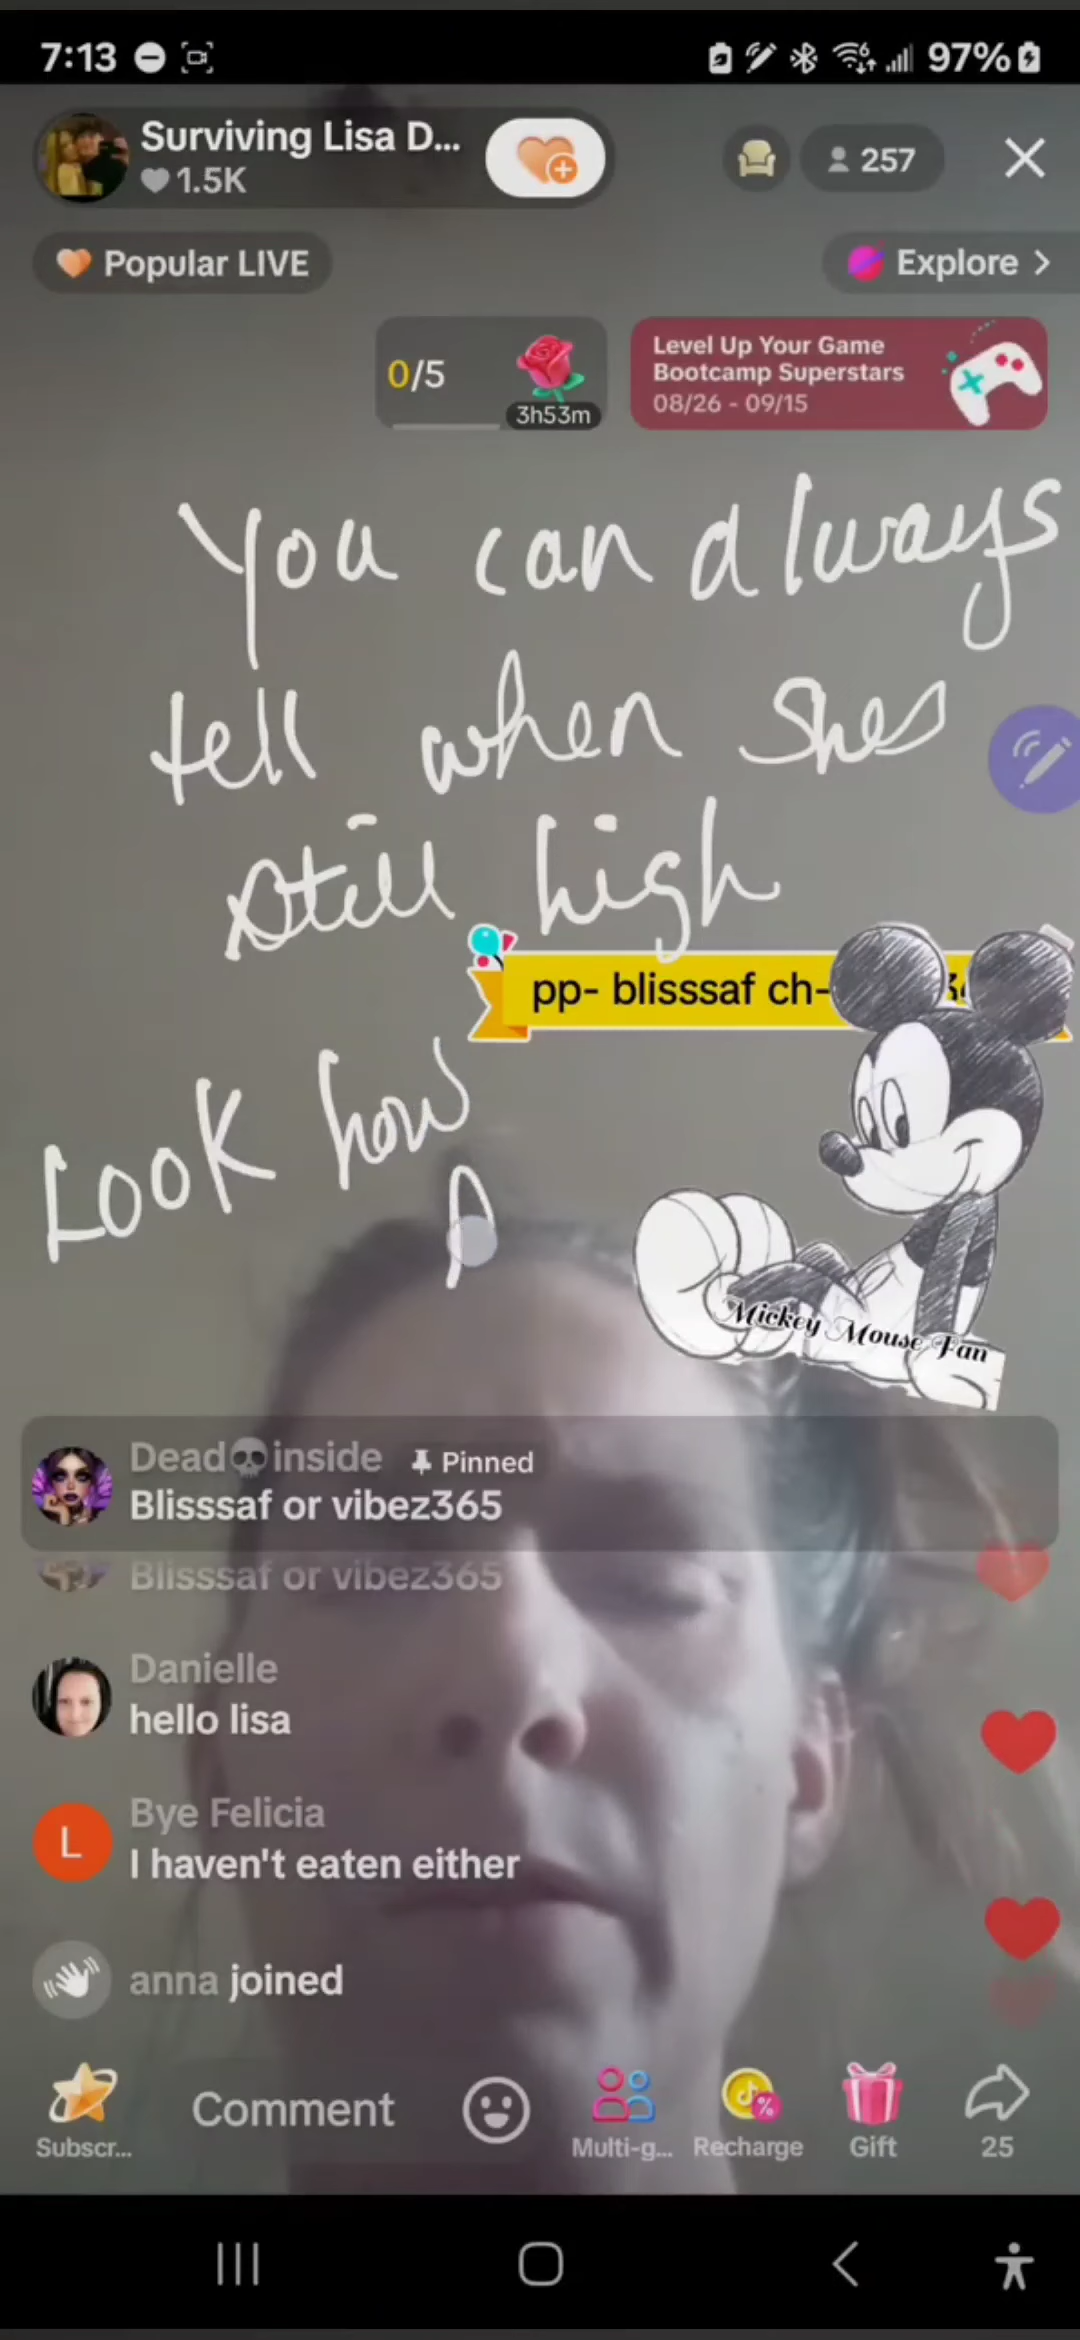 7:13
97%
Surviving Lisa D...
1.5K
257
Popular LIVE
Explore >
0/5
3h53m
Level Up Your Game
Bootcamp Superstars
08/26 - 09/15
You can always
tell when shes
still high
pp- blisssaf ch-
Look how
Mickey Mouse Fan
Dead💀inside Pinned
Blisssaf or vibez365
Blisssaf or vibez365
Danielle
hello lisa
L
Bye Felicia
I haven't eaten either
anna joined
Comment
Subscr...
Multi-g...
Recharge
Gift
25